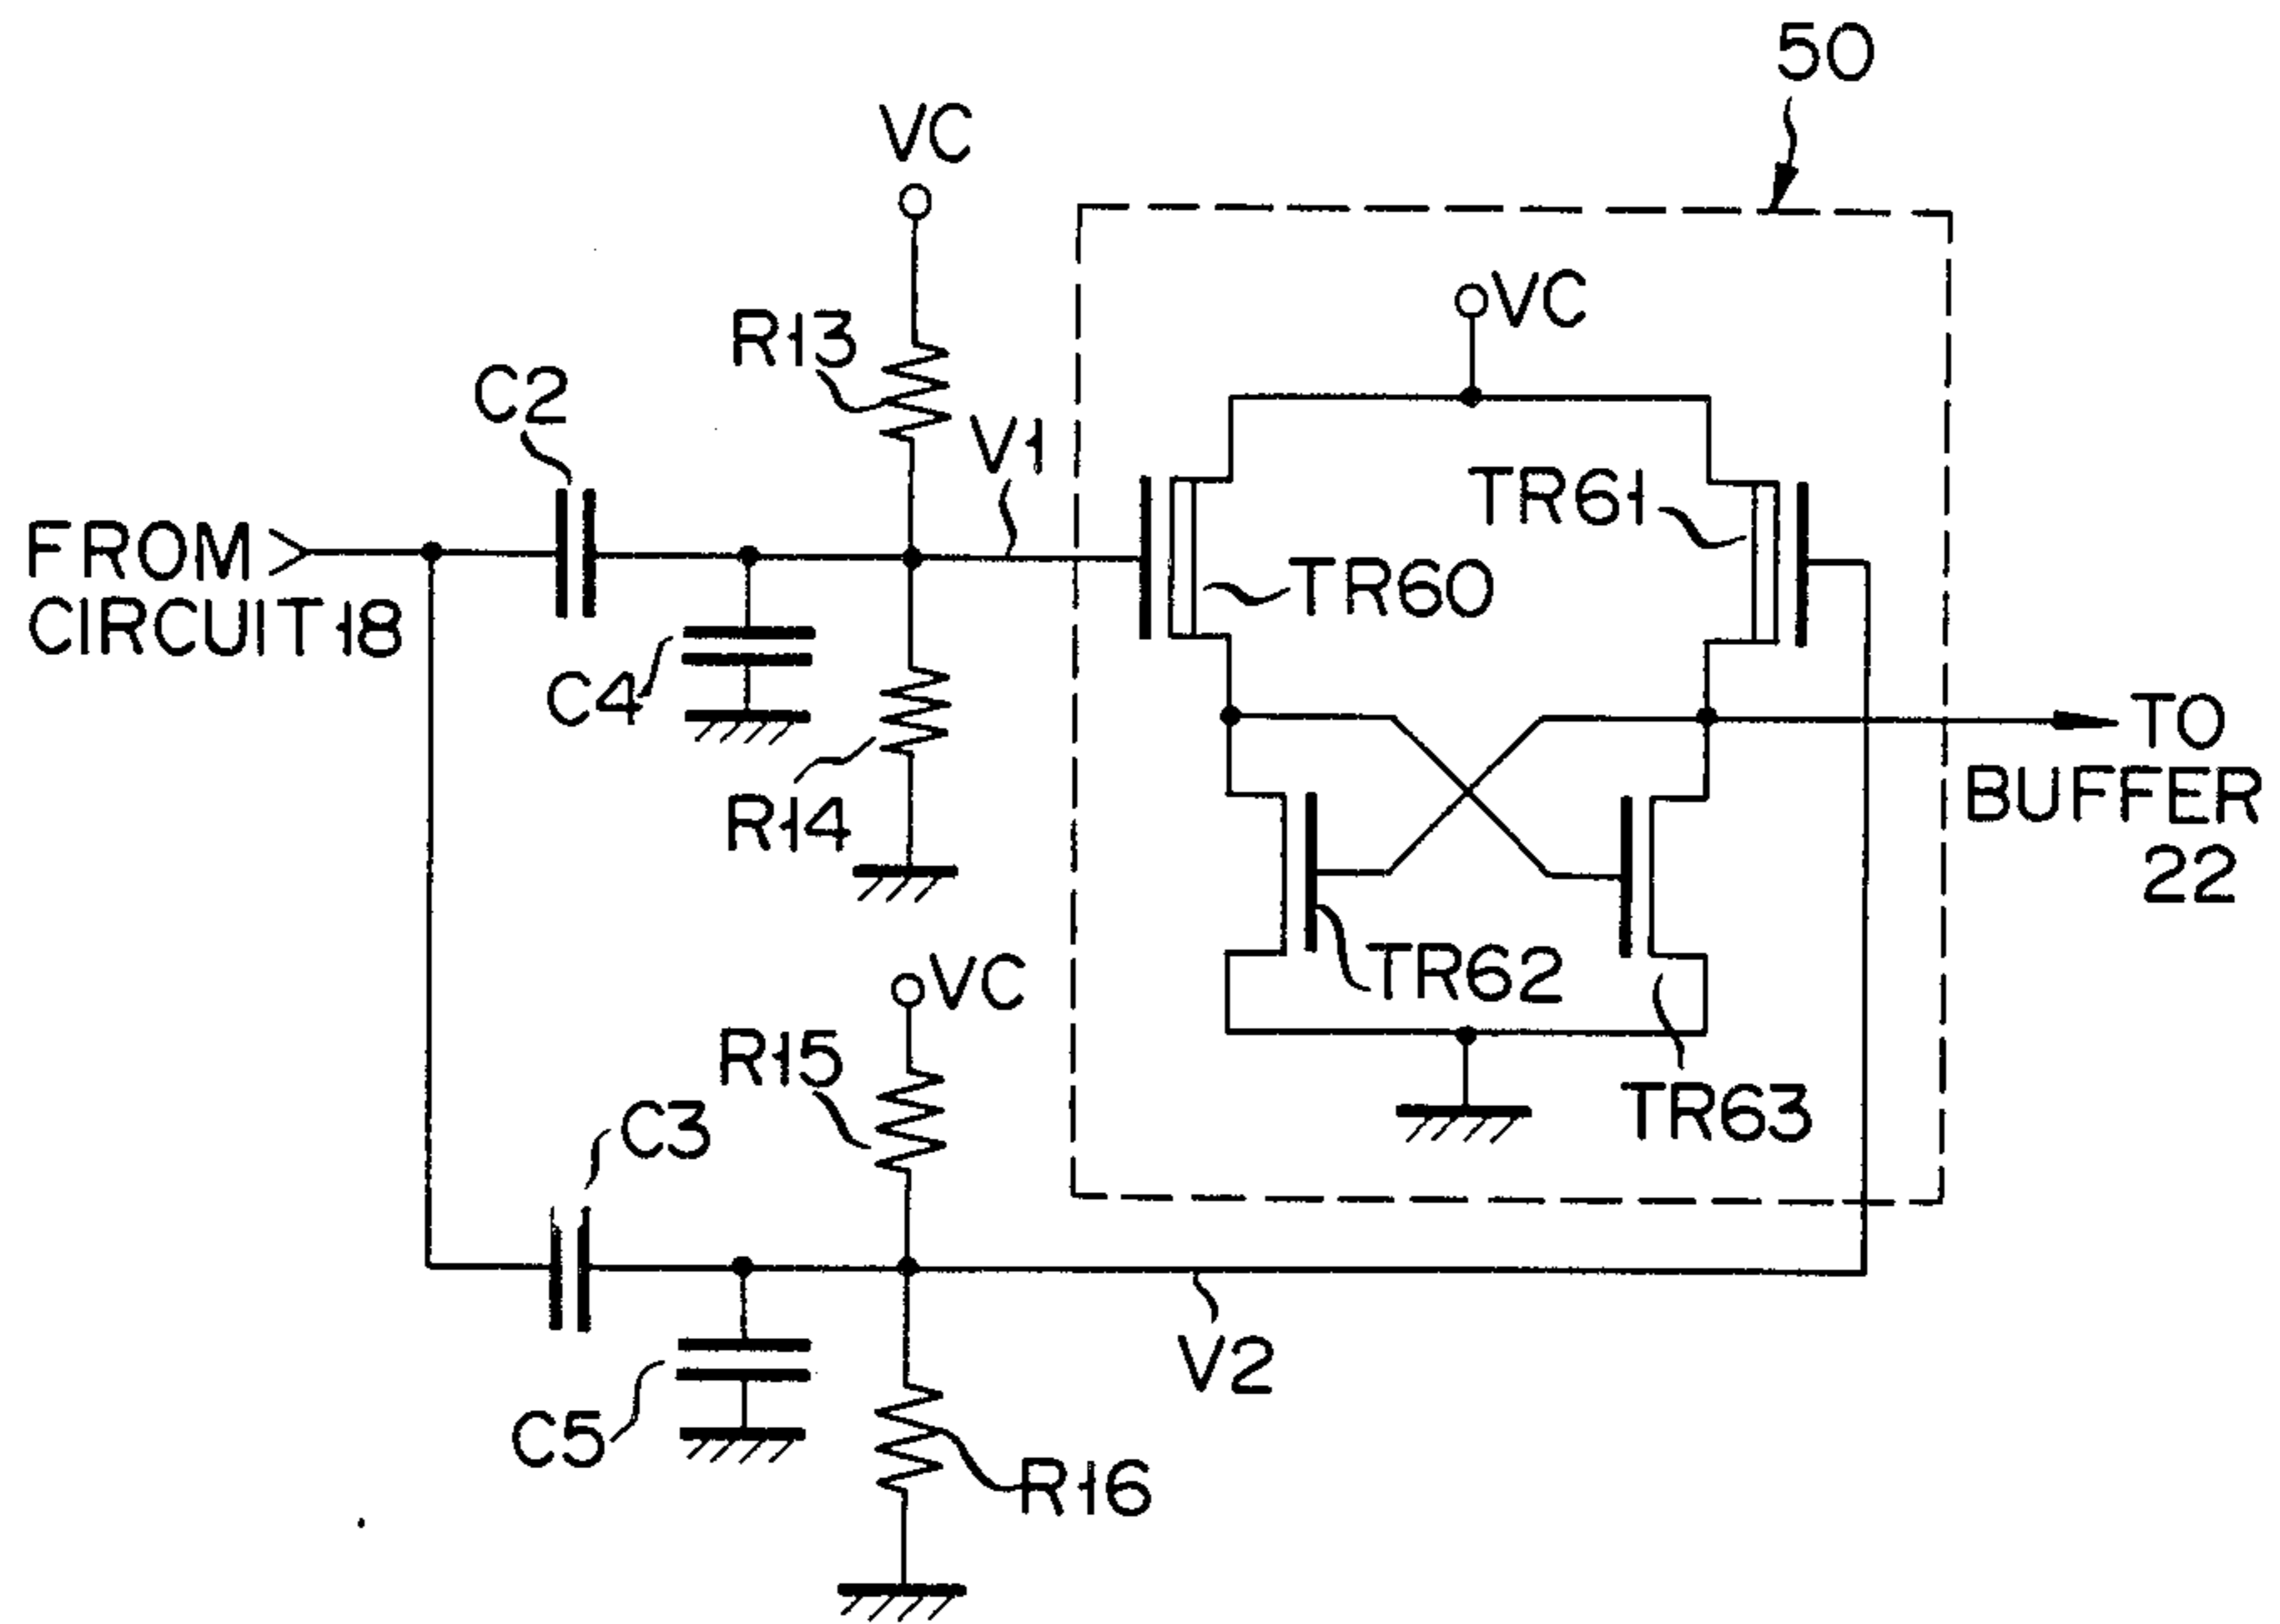 50
VC
VC
R13
C2
V1
TR61
FROM
CIRCUIT 18
TR60
C4
TO
BUFFER
22
R14
TR62
VC
R15
C3
TR63
V2
C5
R16